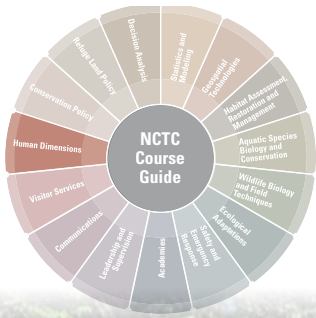 NCTC
Course
Guide
Decision Analysis
Statistics and
Modeling
Geospatial
Technologies
Habitat Assessment,
Restoration and
Management
Aquatic Species
Biology and
Conservation
Wildlife Biology
and Field
Techniques
Ecological
Adaptations
Safety and
Emergency
Response
Academies
Leadership and
Supervision
Communications
Visitor Services
Human Dimensions
Conservation Policy
Refuge Land Policy